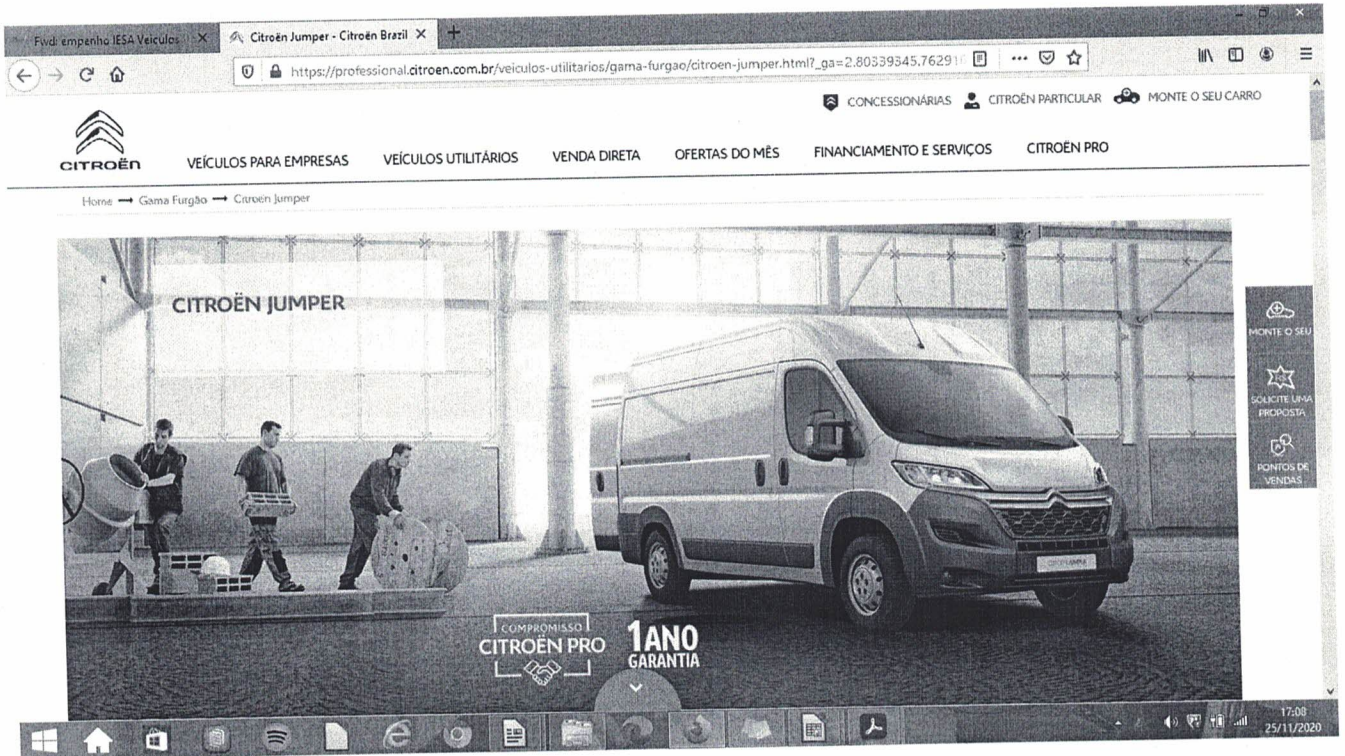 Fwd: empenho IESA Veículos
Citroën Jumper - Citroën Brazil
https://professional.citroen.com.br/veiculos-utilitarios/gama-furgao/citroen-jumper.html?_ga=2.80339345.76291
CONCESSIONÁRIAS CITROËN PARTICULAR MONTE O SEU CARRO
CITROËN
VEÍCULOS PARA EMPRESAS VEÍCULOS UTILITÁRIOS VENDA DIRETA OFERTAS DO MÊS FINANCIAMENTO E SERVIÇOS CITROËN PRO
Home → Gama Furgão → Citroën Jumper
CITROËN JUMPER
MONTE O SEU
SOLICITE UMA
PROPOSTA
PONTOS DE
VENDAS
COMPROMISSO
CITROËN PRO
1 ANO
GARANTIA
17:08
25/11/2020